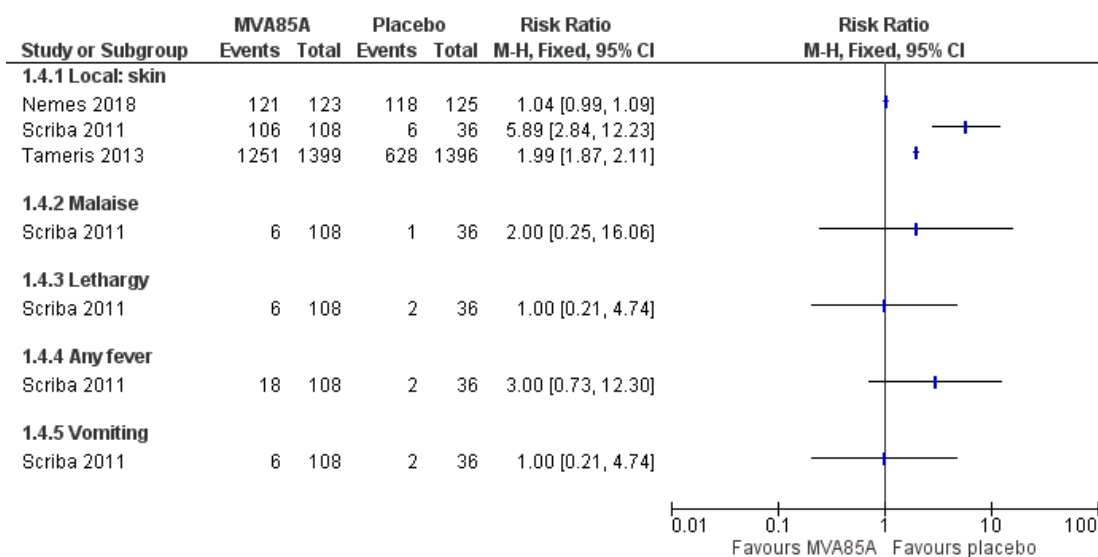 MVA85A Placebo Risk Ratio Risk Ratio
Study or Subgroup Events Total Events Total M-H, Fixed, 95% CI M-H, Fixed, 95% CI
1.4.1 Local: skin
Nemes 2018 121 123 118 125 1.04 [0.99, 1.09]
Scriba 2011 106 108 6 36 5.89 [2.84, 12.23]
Tameris 2013 1251 1399 628 1396 1.99 [1.87, 2.11]
1.4.2 Malaise
Scriba 2011 6 108 1 36 2.00 [0.25, 16.06]
1.4.3 Lethargy
Scriba 2011 6 108 2 36 1.00 [0.21, 4.74]
1.4.4 Any fever
Scriba 2011 18 108 2 36 3.00 [0.73, 12.30]
1.4.5 Vomiting
Scriba 2011 6 108 2 36 1.00 [0.21, 4.74]
0.01 0.1 1 10 100
Favours MVA85A Favours placebo